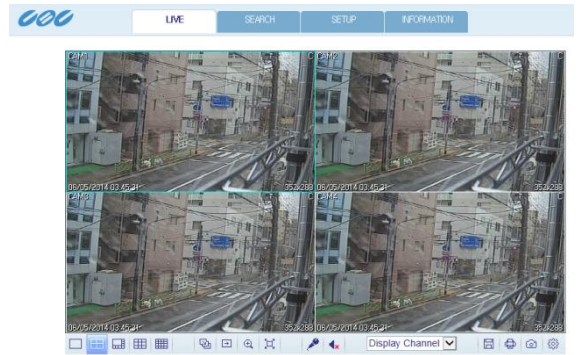 LIVE SEARCH SETUP INFORMATION
CAM1 C CAM2 C
06/05/2014 03:45:31 352x288 06/05/2014 03:45:31 352x288
CAM3 C CAM4 C
06/05/2014 03:45:31 352x288 06/05/2014 03:45:31 352x288
Display Channel